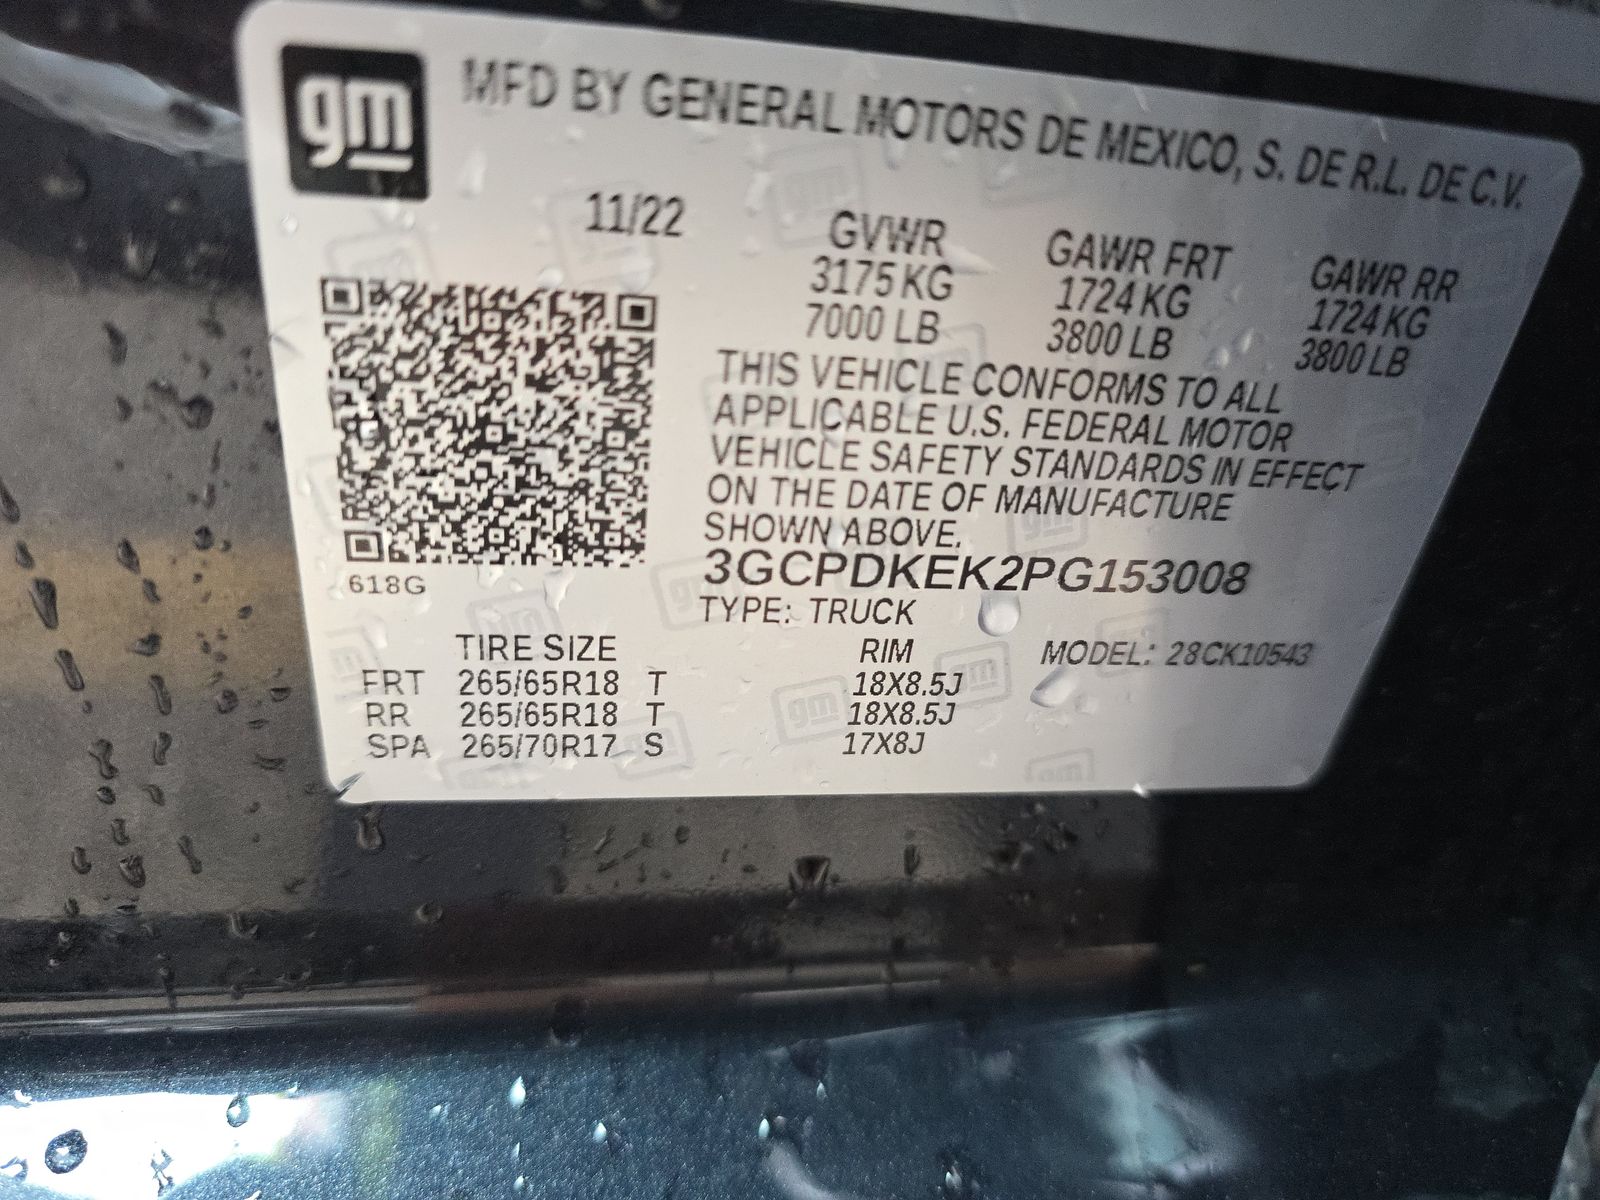 gm
MFD BY GENERAL MOTORS DE MEXICO, S. DE R.L. DE C.V.
11/22
GVWR GAWR FRT GAWR RR
3175 KG 1724 KG 1724 KG
7000 LB 3800 LB 3800 LB
THIS VEHICLE CONFORMS TO ALL
APPLICABLE U.S. FEDERAL MOTOR
VEHICLE SAFETY STANDARDS IN EFFECT
ON THE DATE OF MANUFACTURE
SHOWN ABOVE.
3GCPDKEK2PG153008
618G
TYPE: TRUCK
TIRE SIZE RIM MODEL: 28CK10543
FRT 265/65R18 T 18X8.5J
RR 265/65R18 T 18X8.5J
SPA 265/70R17 S 17X8J